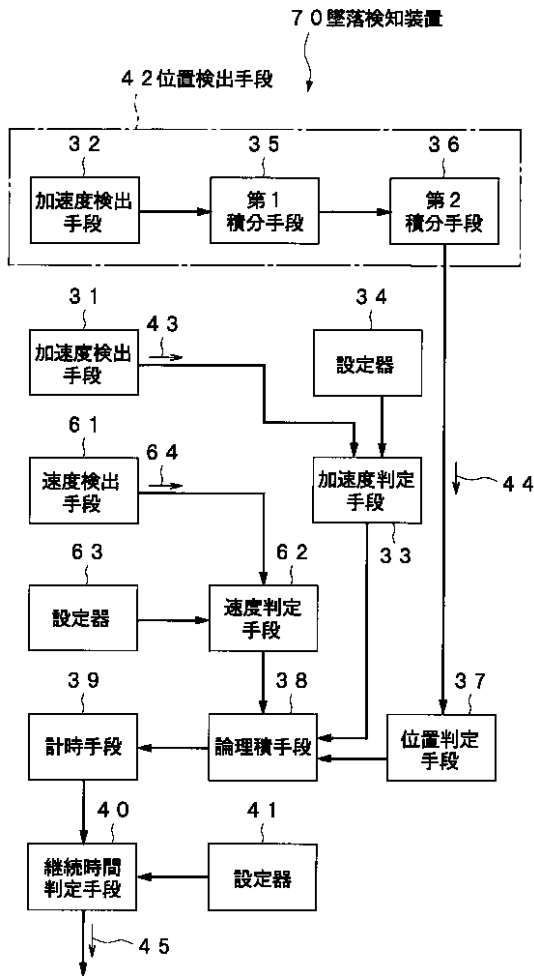 70墜落検知装置
42位置検出手段
32
35
36
加速度検出
手段
第1
積分手段
第2
積分手段
31
43
34
加速度検出
手段
設定器
61
64
速度検出
手段
加速度判定
手段
44
33
63
62
設定器
速度判定
手段
39
38
37
計時手段
論理積手段
位置判定
手段
40
41
継続時間
判定手段
設定器
45